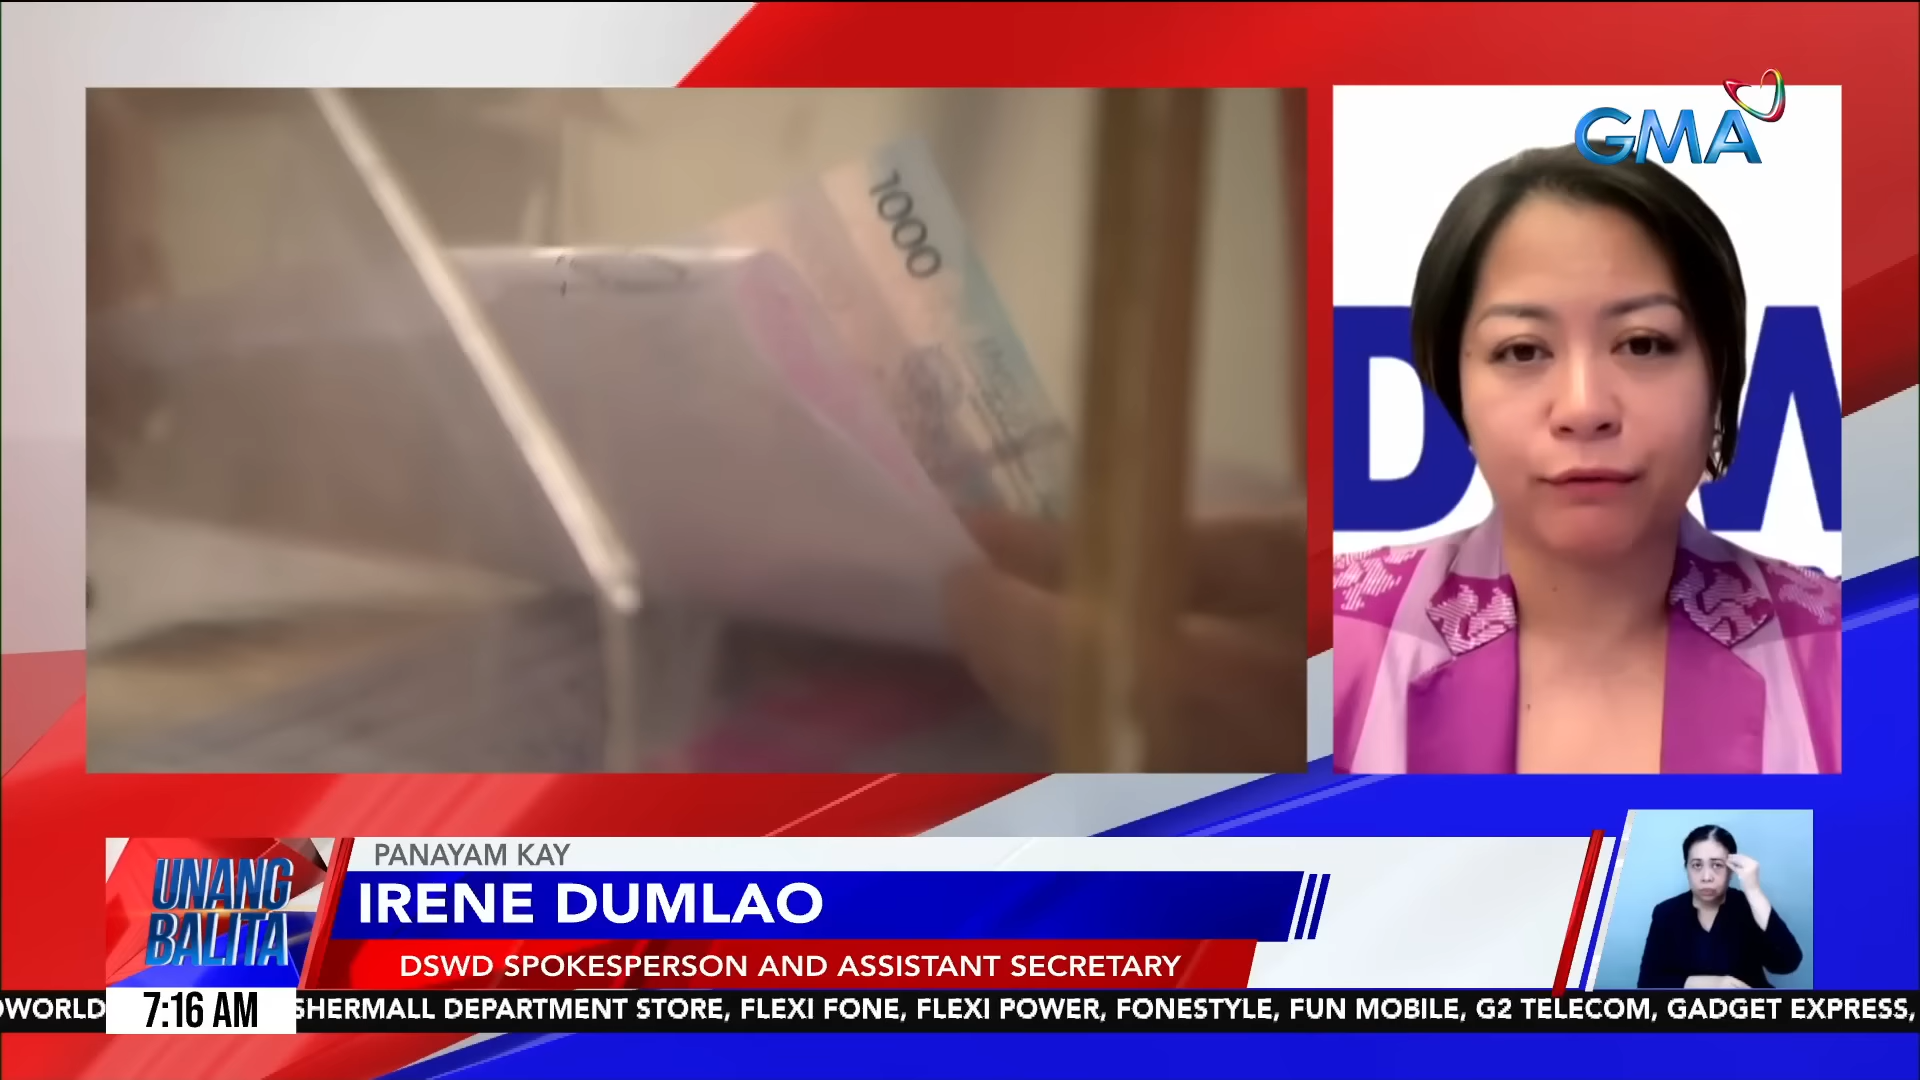 GMA
1000
D W
PANAYAM KAY
IRENE DUMLAO
DSWD SPOKESPERSON AND ASSISTANT SECRETARY
UNANG
BALITA
7:16 AM
OWORLD SHERMALL DEPARTMENT STORE, FLEXI FONE, FLEXI POWER, FONESTYLE, FUN MOBILE, G2 TELECOM, GADGET EXPRESS,